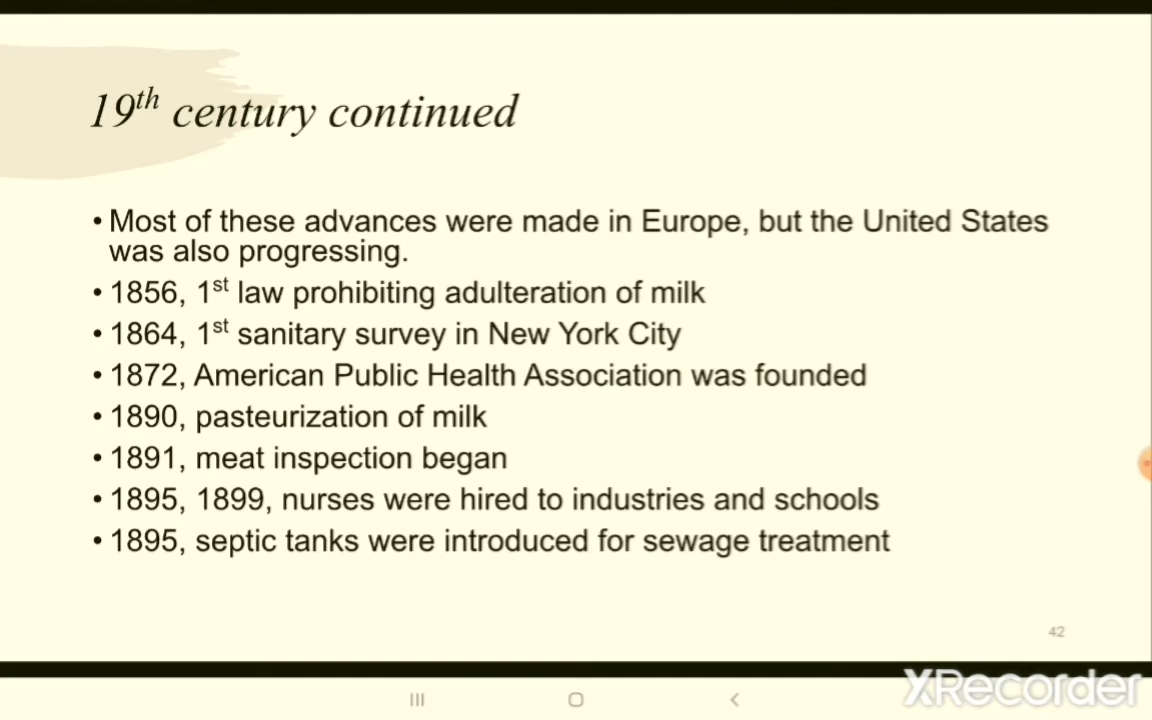 19th century continued
• Most of these advances were made in Europe, but the United States
was also progressing.
• 1856, 1st law prohibiting adulteration of milk
• 1864, 1st sanitary survey in New York City
• 1872, American Public Health Association was founded
• 1890, pasteurization of milk
• 1891, meat inspection began
• 1895, 1899, nurses were hired to industries and schools
• 1895, septic tanks were introduced for sewage treatment
42
XRecorder